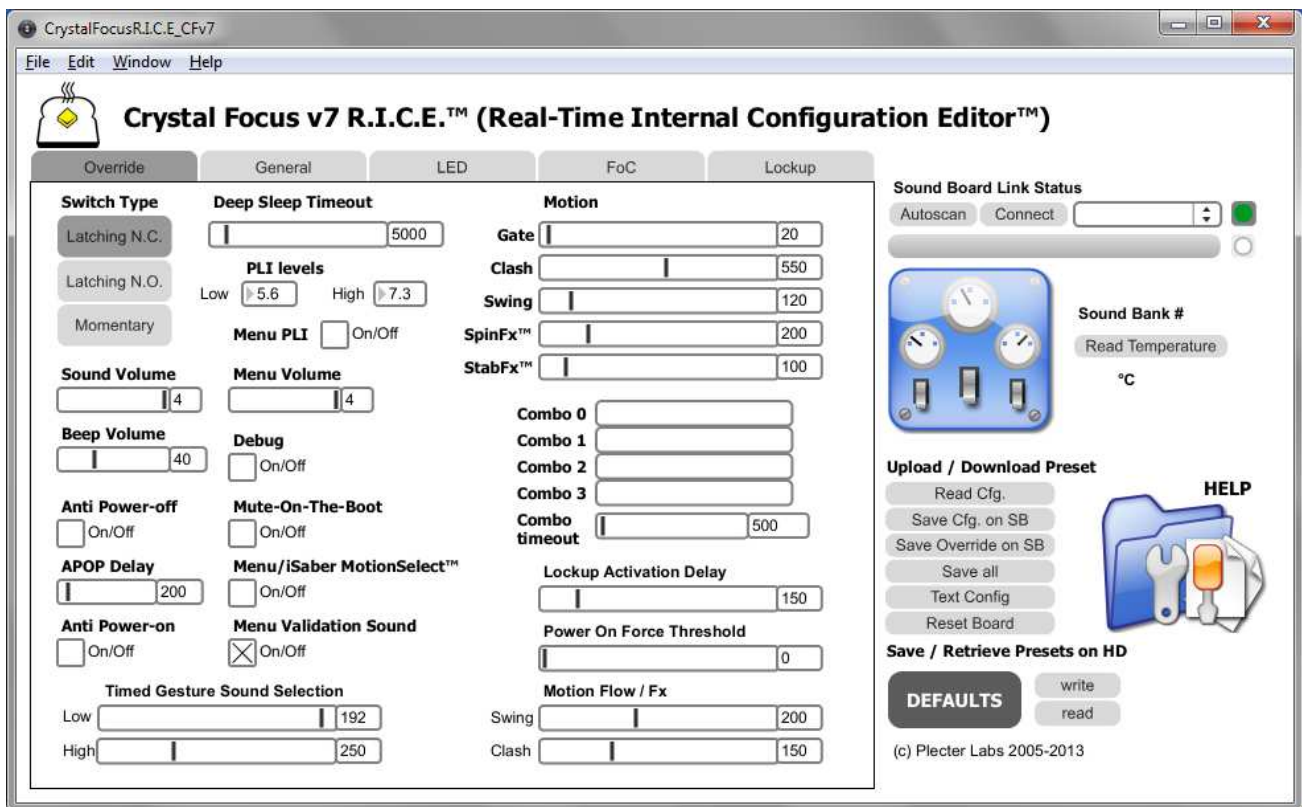 CrystalFocusR.I.C.E_CFv7
File Edit Window Help
Crystal Focus v7 R.I.C.E.™ (Real-Time Internal Configuration Editor™)
Override General LED FoC Lockup
Switch Type
Latching N.C.
Latching N.O.
Momentary
Deep Sleep Timeout
5000
PLI levels
Low 5.6 High 7.3
Menu PLI On/Off
Sound Volume
4
Menu Volume
4
Beep Volume
40
Debug
On/Off
Anti Power-off
On/Off
Mute-On-The-Boot
On/Off
APOP Delay
200
Menu/iSaber MotionSelect™
On/Off
Anti Power-on
On/Off
Menu Validation Sound
On/Off
Timed Gesture Sound Selection
Low 192
High 250
Motion
Gate 20
Clash 550
Swing 120
SpinFx™ 200
StabFx™ 100
Combo 0
Combo 1
Combo 2
Combo 3
Combo
timeout 500
Lockup Activation Delay
150
Power On Force Threshold
0
Motion Flow / Fx
Swing 200
Clash 150
Sound Board Link Status
Autoscan Connect
Sound Bank #
Read Temperature
°C
Upload / Download Preset
Read Cfg.
Save Cfg. on SB
Save Override on SB
Save all
Text Config
Reset Board
HELP
Save / Retrieve Presets on HD
DEFAULTS
write
read
(c) Plecter Labs 2005-2013